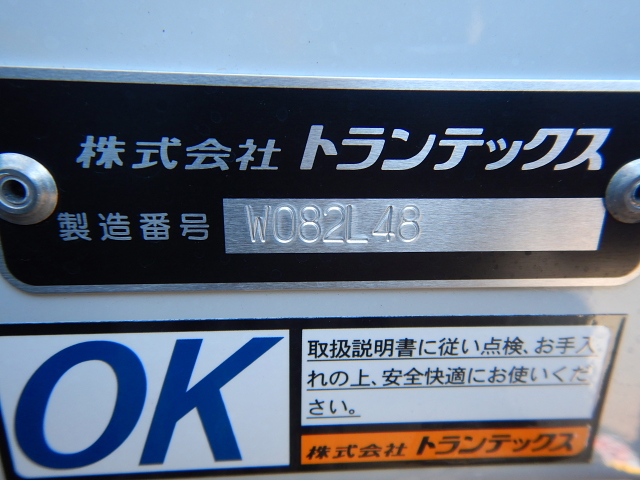 株式会社 トランテックス
製造番号 W082L48
OK
取扱説明書に従い点検、お手入
れの上、安全快適にお使いくだ
さい。
株式会社 トランテックス